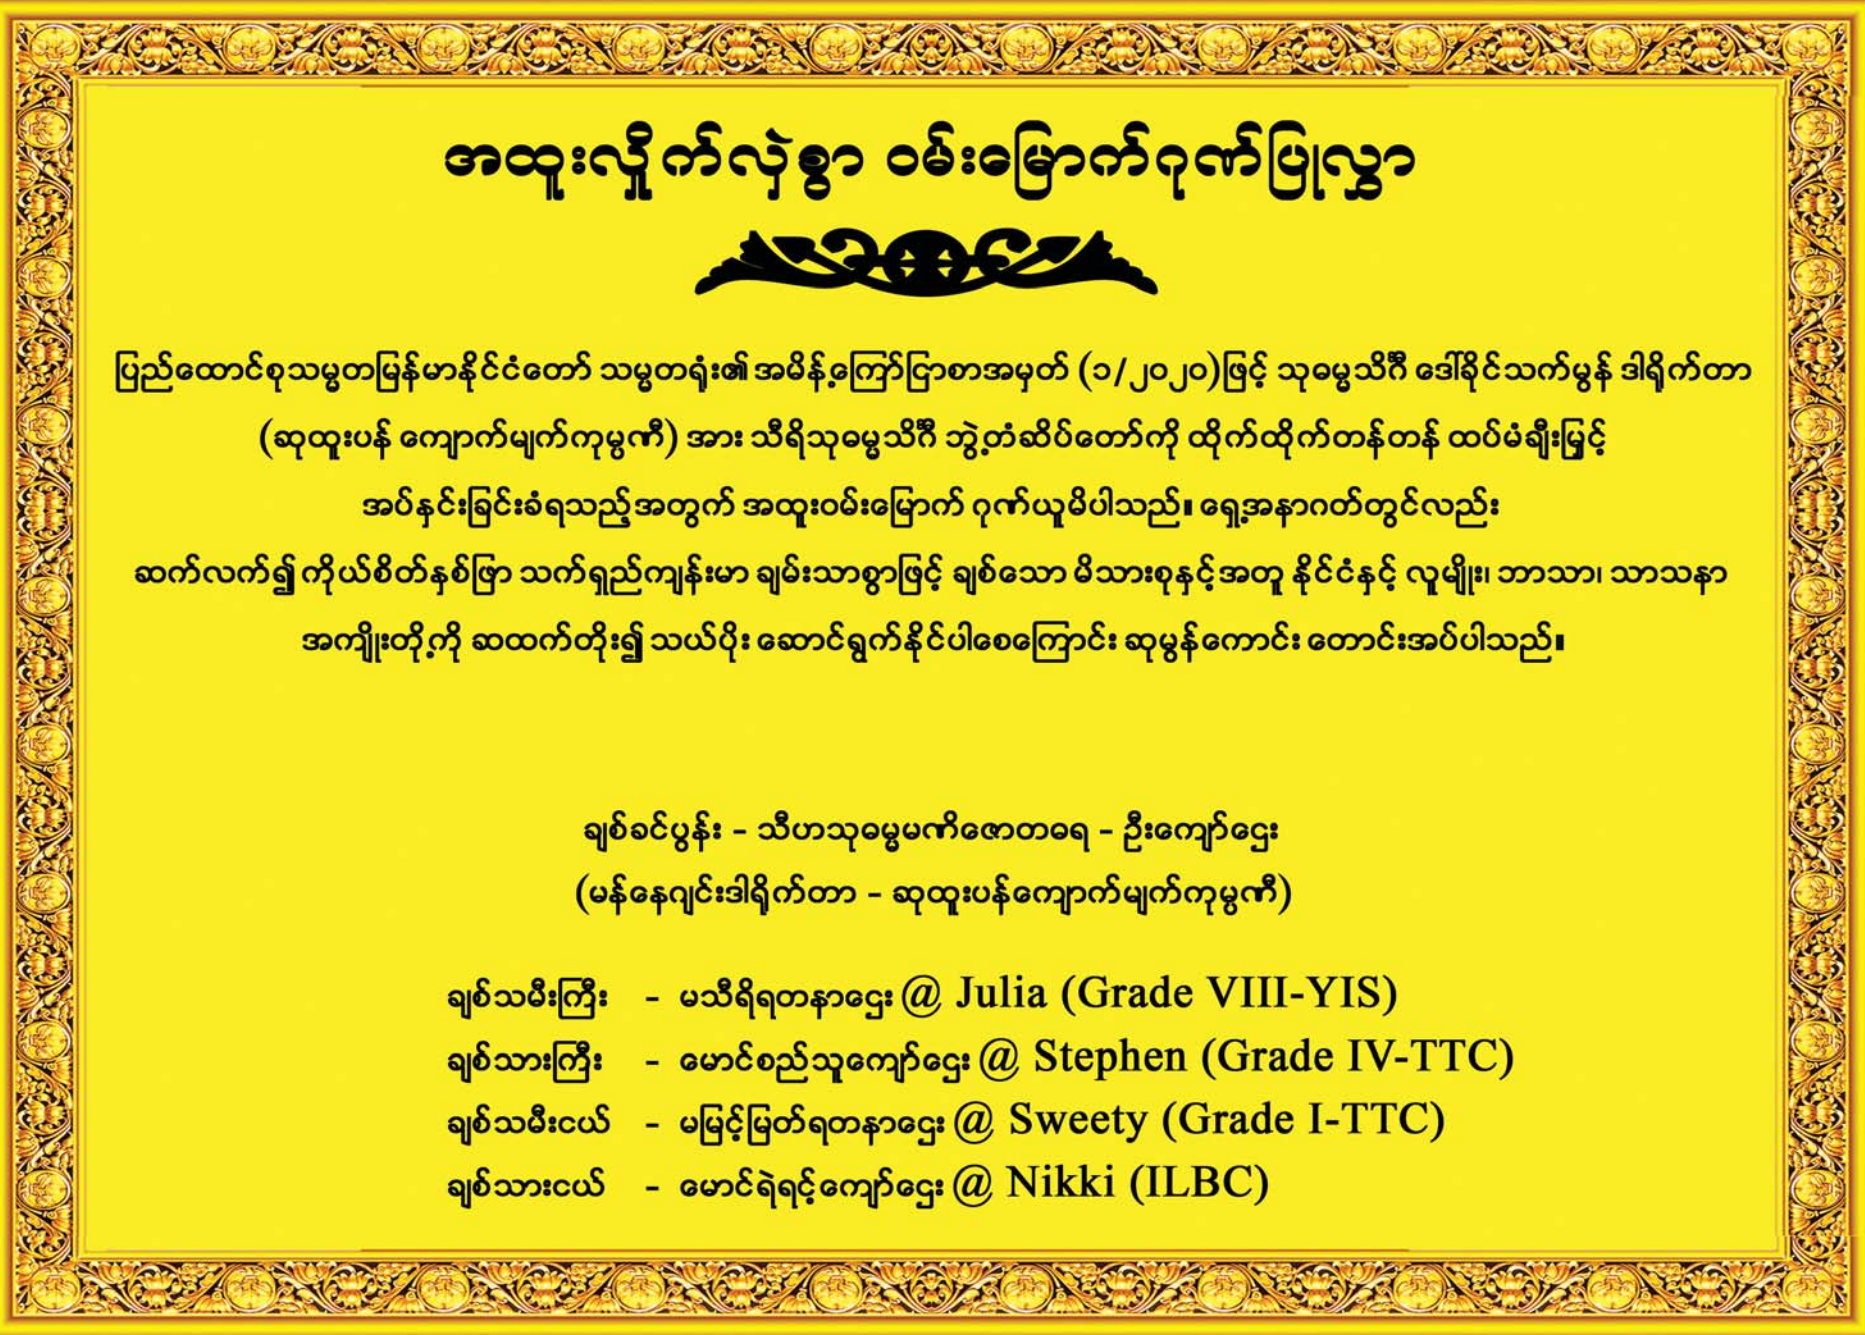 အထူးလှိုက်လှဲစွာ ဝမ်းမြောက်ဂုဏ်ပြုလွှာ
ပြည်ထောင်စုသမ္မတမြန်မာနိုင်ငံတော် သမ္မတရုံး၏ အမိန့်ကြော်ငြာစာအမှတ် (၁/၂၀၂၀)ဖြင့် သုဓမ္မသိင်္ဂီ ဒေါ်ခိုင်သက်မွန် ဒါရိုက်တာ
(ဆုထူးပန် ကျောက်မျက်ကုမ္ပဏီ) အား သီရိသုဓမ္မသိင်္ဂီ ဘွဲ့တံဆိပ်တော်ကို ထိုက်ထိုက်တန်တန် ထပ်မံချီးမြှင့်
အပ်နှင်းခြင်းခံရသည့်အတွက် အထူးဝမ်းမြောက် ဂုဏ်ယူမိပါသည်။ ရှေ့အနာဂတ်တွင်လည်း
ဆက်လက်၍ ကိုယ်စိတ်နှစ်ဖြာ သက်ရှည်ကျန်းမာ ချမ်းသာစွာဖြင့် ချစ်သော မိသားစုနှင့်အတူ နိုင်ငံနှင့် လူမျိုး၊ ဘာသာ၊ သာသနာ
အကျိုးတို့ကို ဆထက်တိုး၍ သယ်ပိုး ဆောင်ရွက်နိုင်ပါစေကြောင်း ဆုမွန်ကောင်း တောင်းအပ်ပါသည်။
ချစ်ခင်ပွန်း – သီဟသုဓမ္မမဏိဇောတဓရ – ဦးကျော်ဌေး
(မန်နေဂျင်းဒါရိုက်တာ – ဆုထူးပန်ကျောက်မျက်ကုမ္ပဏီ)
ချစ်သမီးကြီး – မသီရိရတနာဌေး @ Julia (Grade VIII-YIS)
ချစ်သားကြီး – မောင်စည်သူကျော်ဌေး @ Stephen (Grade IV-TTC)
ချစ်သမီးငယ် – မမြင့်မြတ်ရတနာဌေး @ Sweety (Grade I-TTC)
ချစ်သားငယ် – မောင်ရဲရင့်ကျော်ဌေး @ Nikki (ILBC)